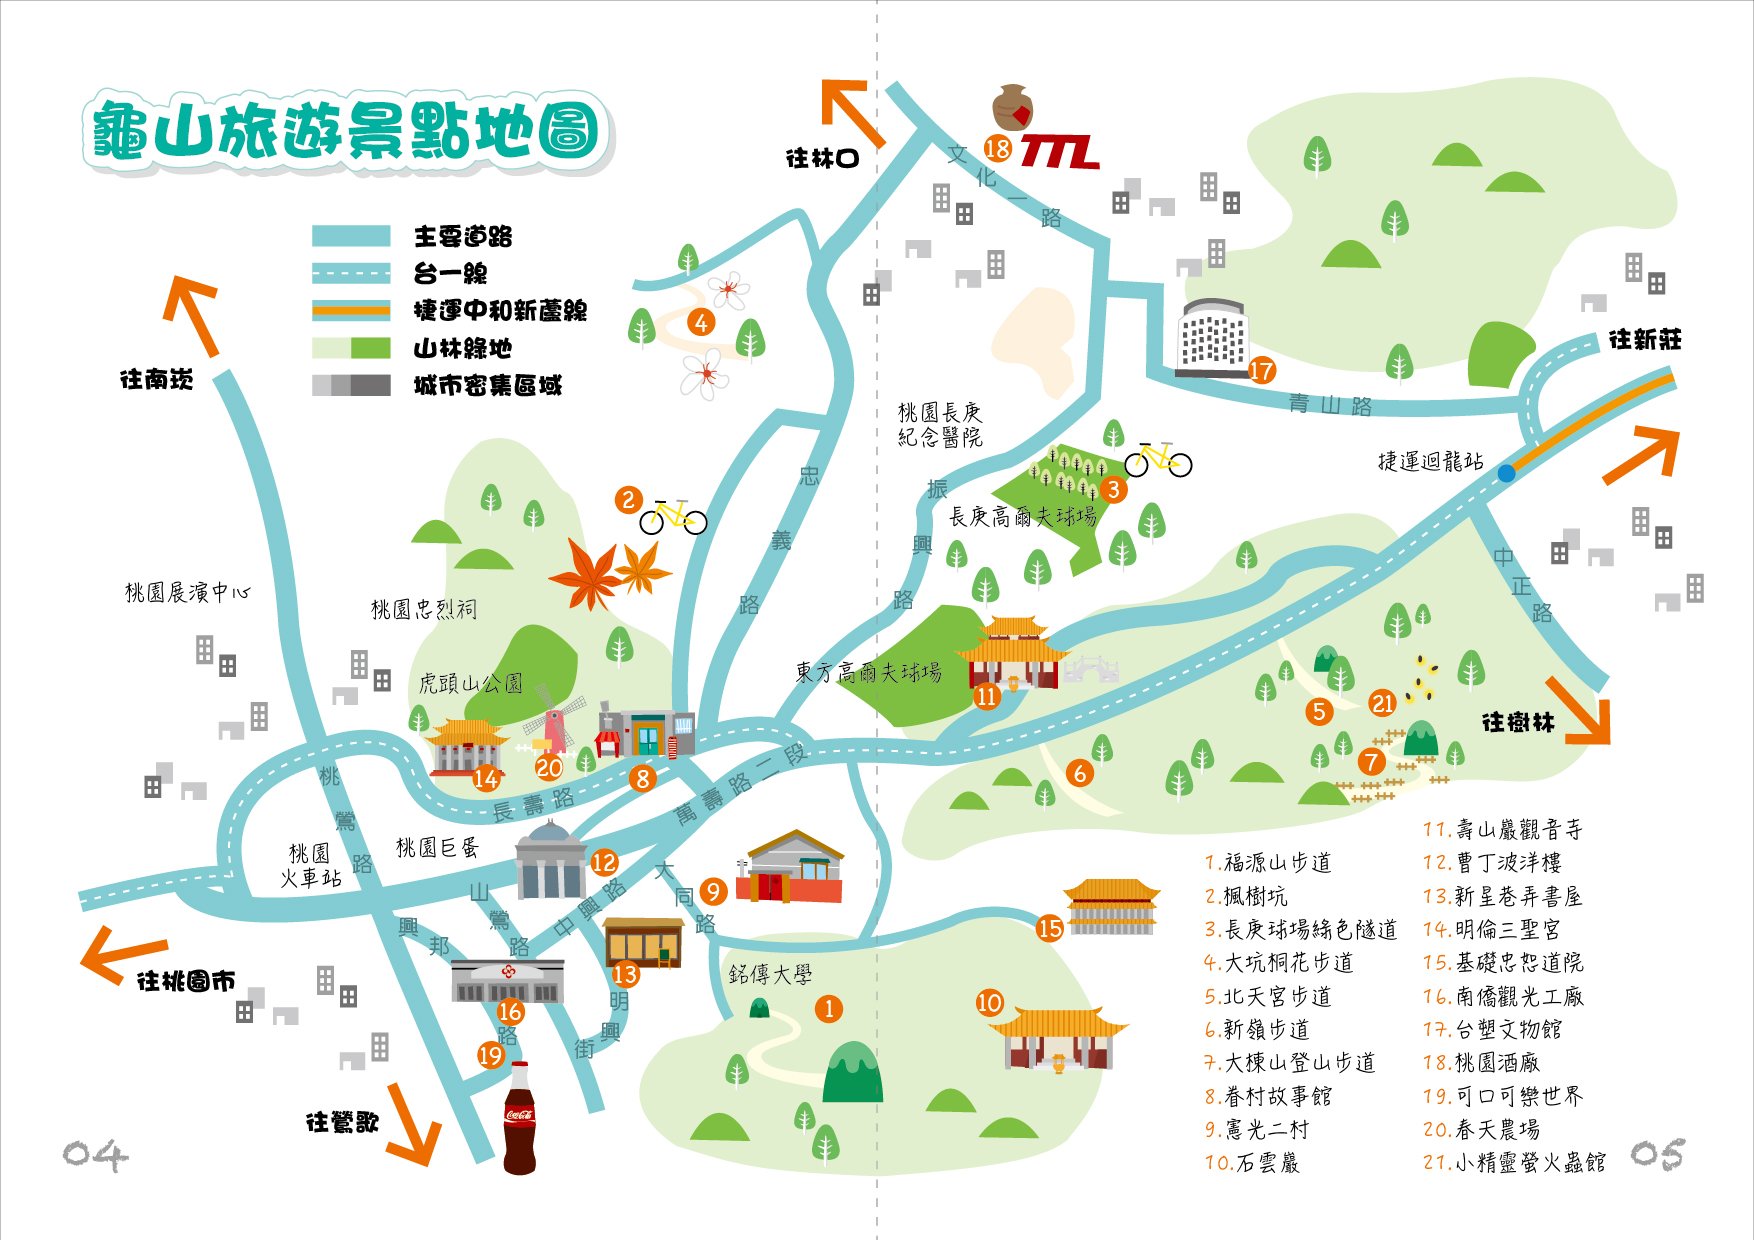 龜山旅遊景點地圖
主要道路
台一線
捷運中和新蘆線
山林綠地
城市密集區域
往林口
往南崁
往新莊
往樹林
往桃園市
往鶯歌
18
文化一路
4
17
青山路
桃園長庚
紀念醫院
捷運迴龍站
2
3
長庚高爾夫球場
忠義路
振興路
中正路
桃園展演中心
桃園忠烈祠
虎頭山公園
東方高爾夫球場
11
5
21
7
6
14
20
8
長壽路
萬壽路二段
桃鶯路
桃園
火車站
桃園巨蛋
12
大同路
9
山鶯路
中興路
興邦路
13
15
銘傳大學
16
明興街
1
10
19
Coca-Cola
1.福源山步道
2.楓樹坑
3.長庚球場綠色隧道
4.大坑桐花步道
5.北天宮步道
6.新嶺步道
7.大棟山登山步道
8.眷村故事館
9.憲光二村
10.石雲巖
11.壽山巖觀音寺
12.曹丁波洋樓
13.新星巷弄書屋
14.明倫三聖宮
15.基礎忠恕道院
16.南僑觀光工廠
17.台塑文物館
18.桃園酒廠
19.可口可樂世界
20.春天農場
21.小精靈螢火蟲館
04
05